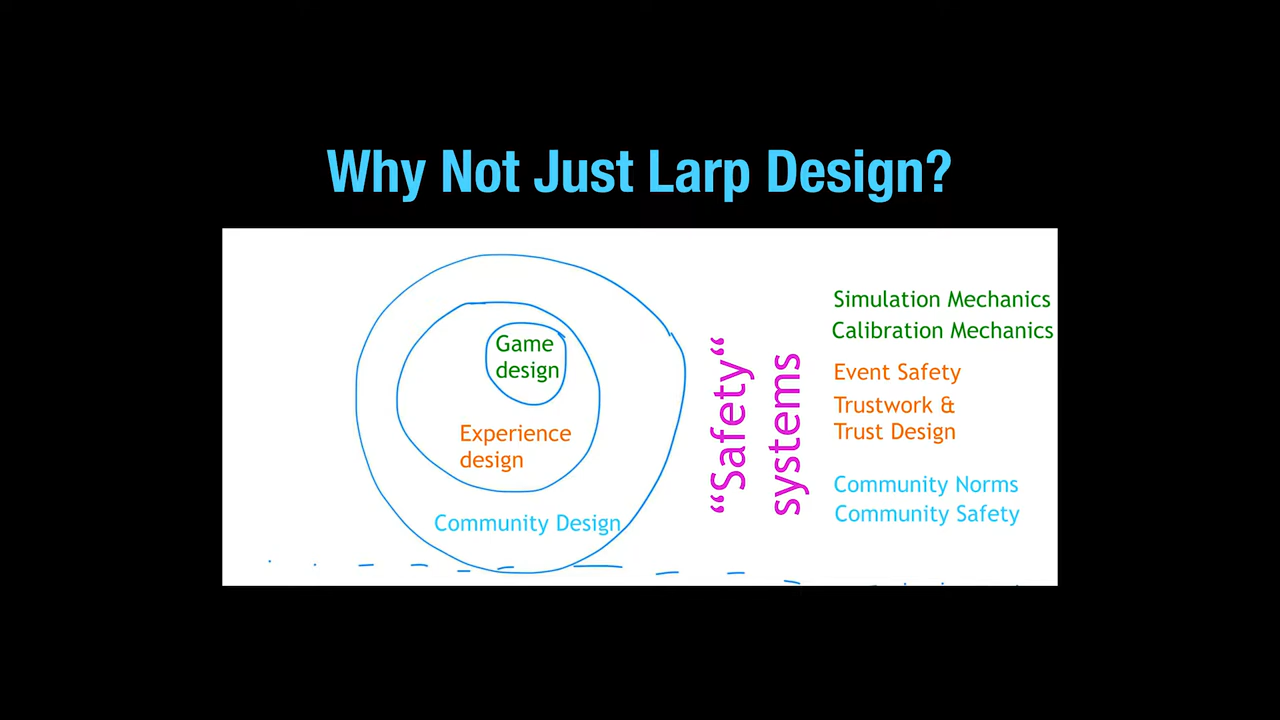 Why Not Just Larp Design?
Game
design
Experience
design
Community Design
“Safety“
systems
Simulation Mechanics
Calibration Mechanics
Event Safety
Trustwork &
Trust Design
Community Norms
Community Safety